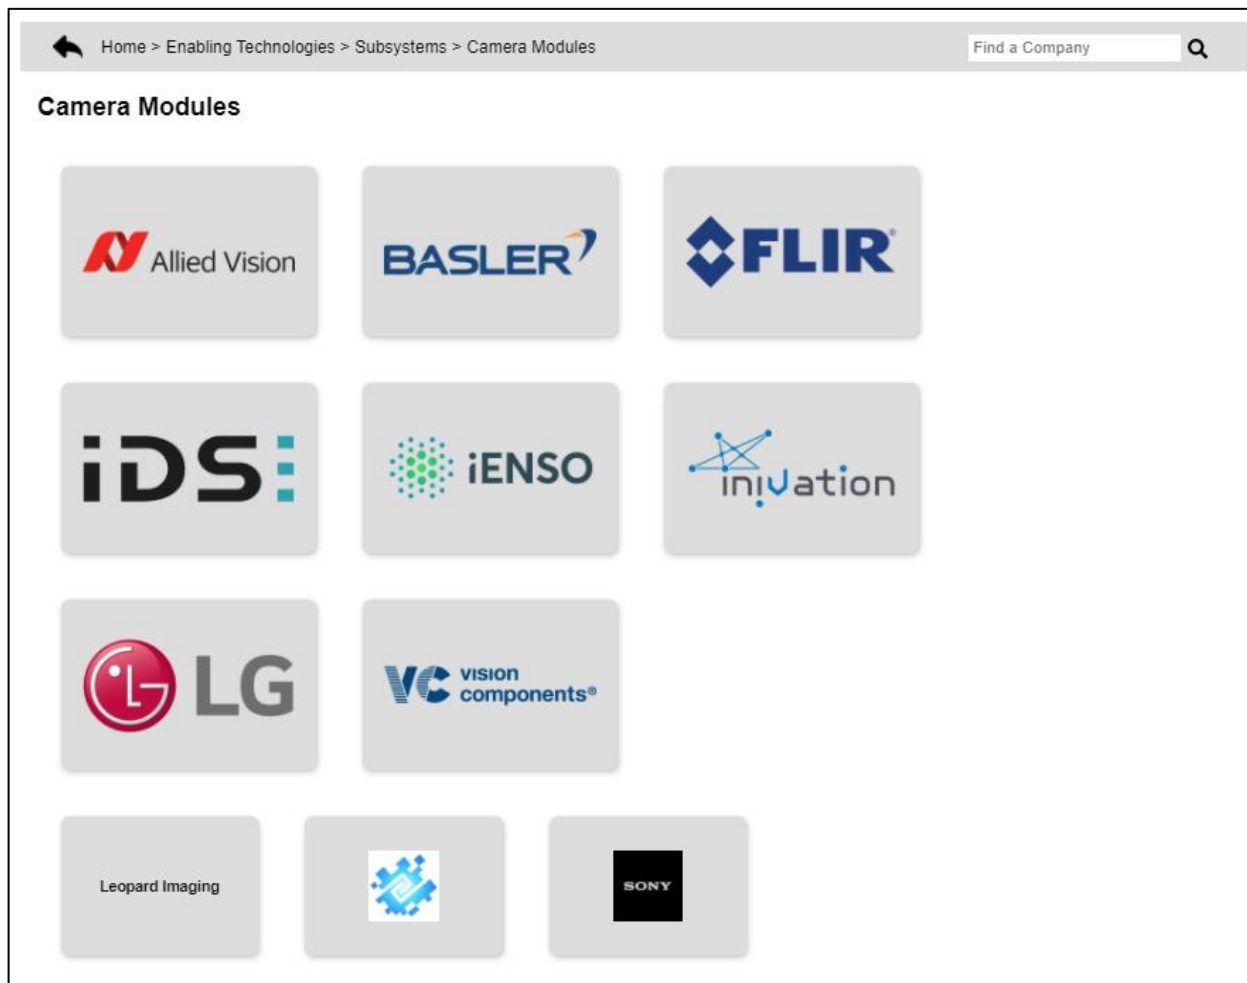 Home > Enabling Technologies > Subsystems > Camera Modules
Find a Company
Camera Modules
Allied Vision
BASLER
FLIR®
iDS
iENSO
iniVation
LG
VC vision components®
Leopard Imaging
SONY